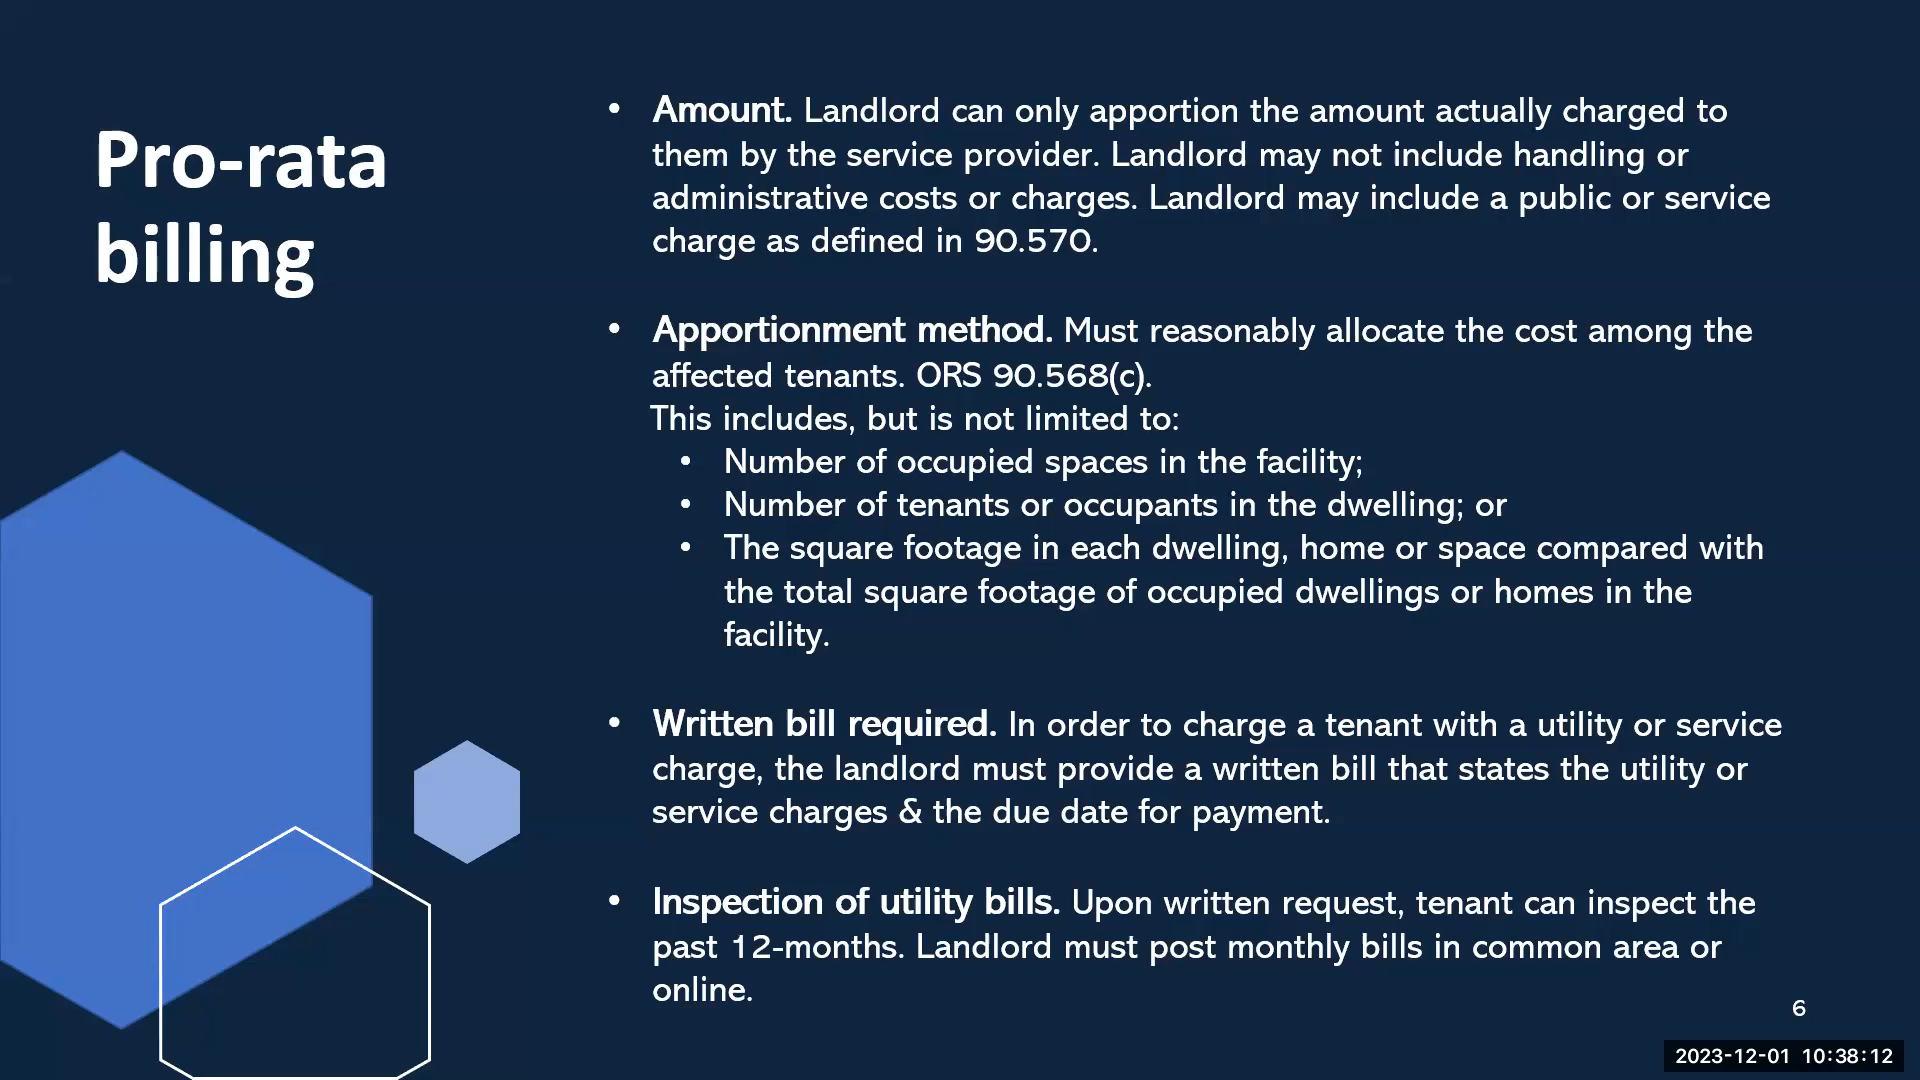 Pro-rata
billing
• Amount. Landlord can only apportion the amount actually charged to
them by the service provider. Landlord may not include handling or
administrative costs or charges. Landlord may include a public or service
charge as defined in 90.570.
• Apportionment method. Must reasonably allocate the cost among the
affected tenants. ORS 90.568(c).
This includes, but is not limited to:
• Number of occupied spaces in the facility;
• Number of tenants or occupants in the dwelling; or
• The square footage in each dwelling, home or space compared with
the total square footage of occupied dwellings or homes in the
facility.
• Written bill required. In order to charge a tenant with a utility or service
charge, the landlord must provide a written bill that states the utility or
service charges & the due date for payment.
• Inspection of utility bills. Upon written request, tenant can inspect the
past 12-months. Landlord must post monthly bills in common area or
online.
6
2023-12-01 10:38:12